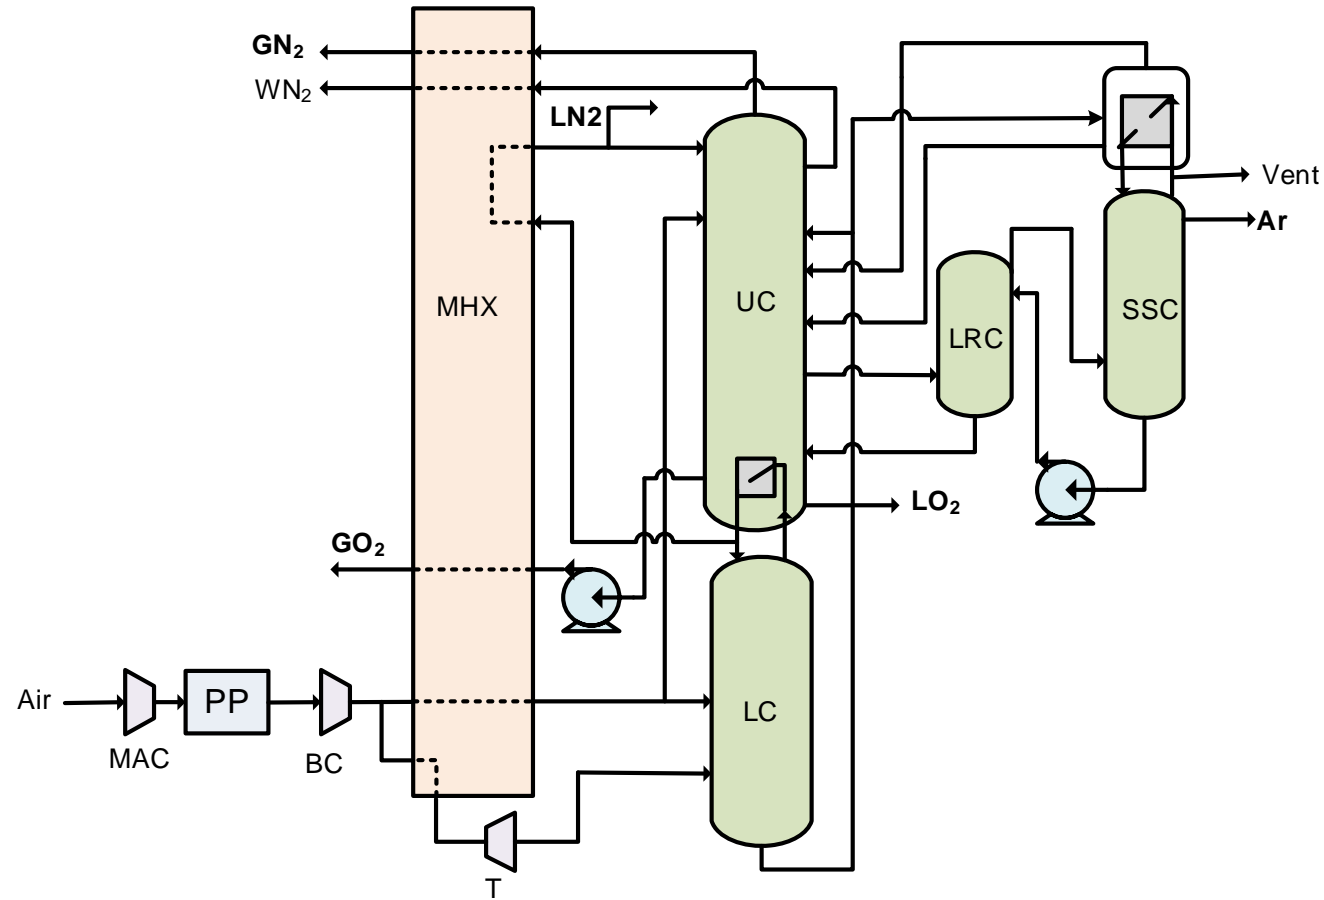 GN₂
WN₂
LN2
Vent
Ar
MHX
UC
SSC
LRC
LO₂
GO₂
Air
PP
LC
MAC
BC
T